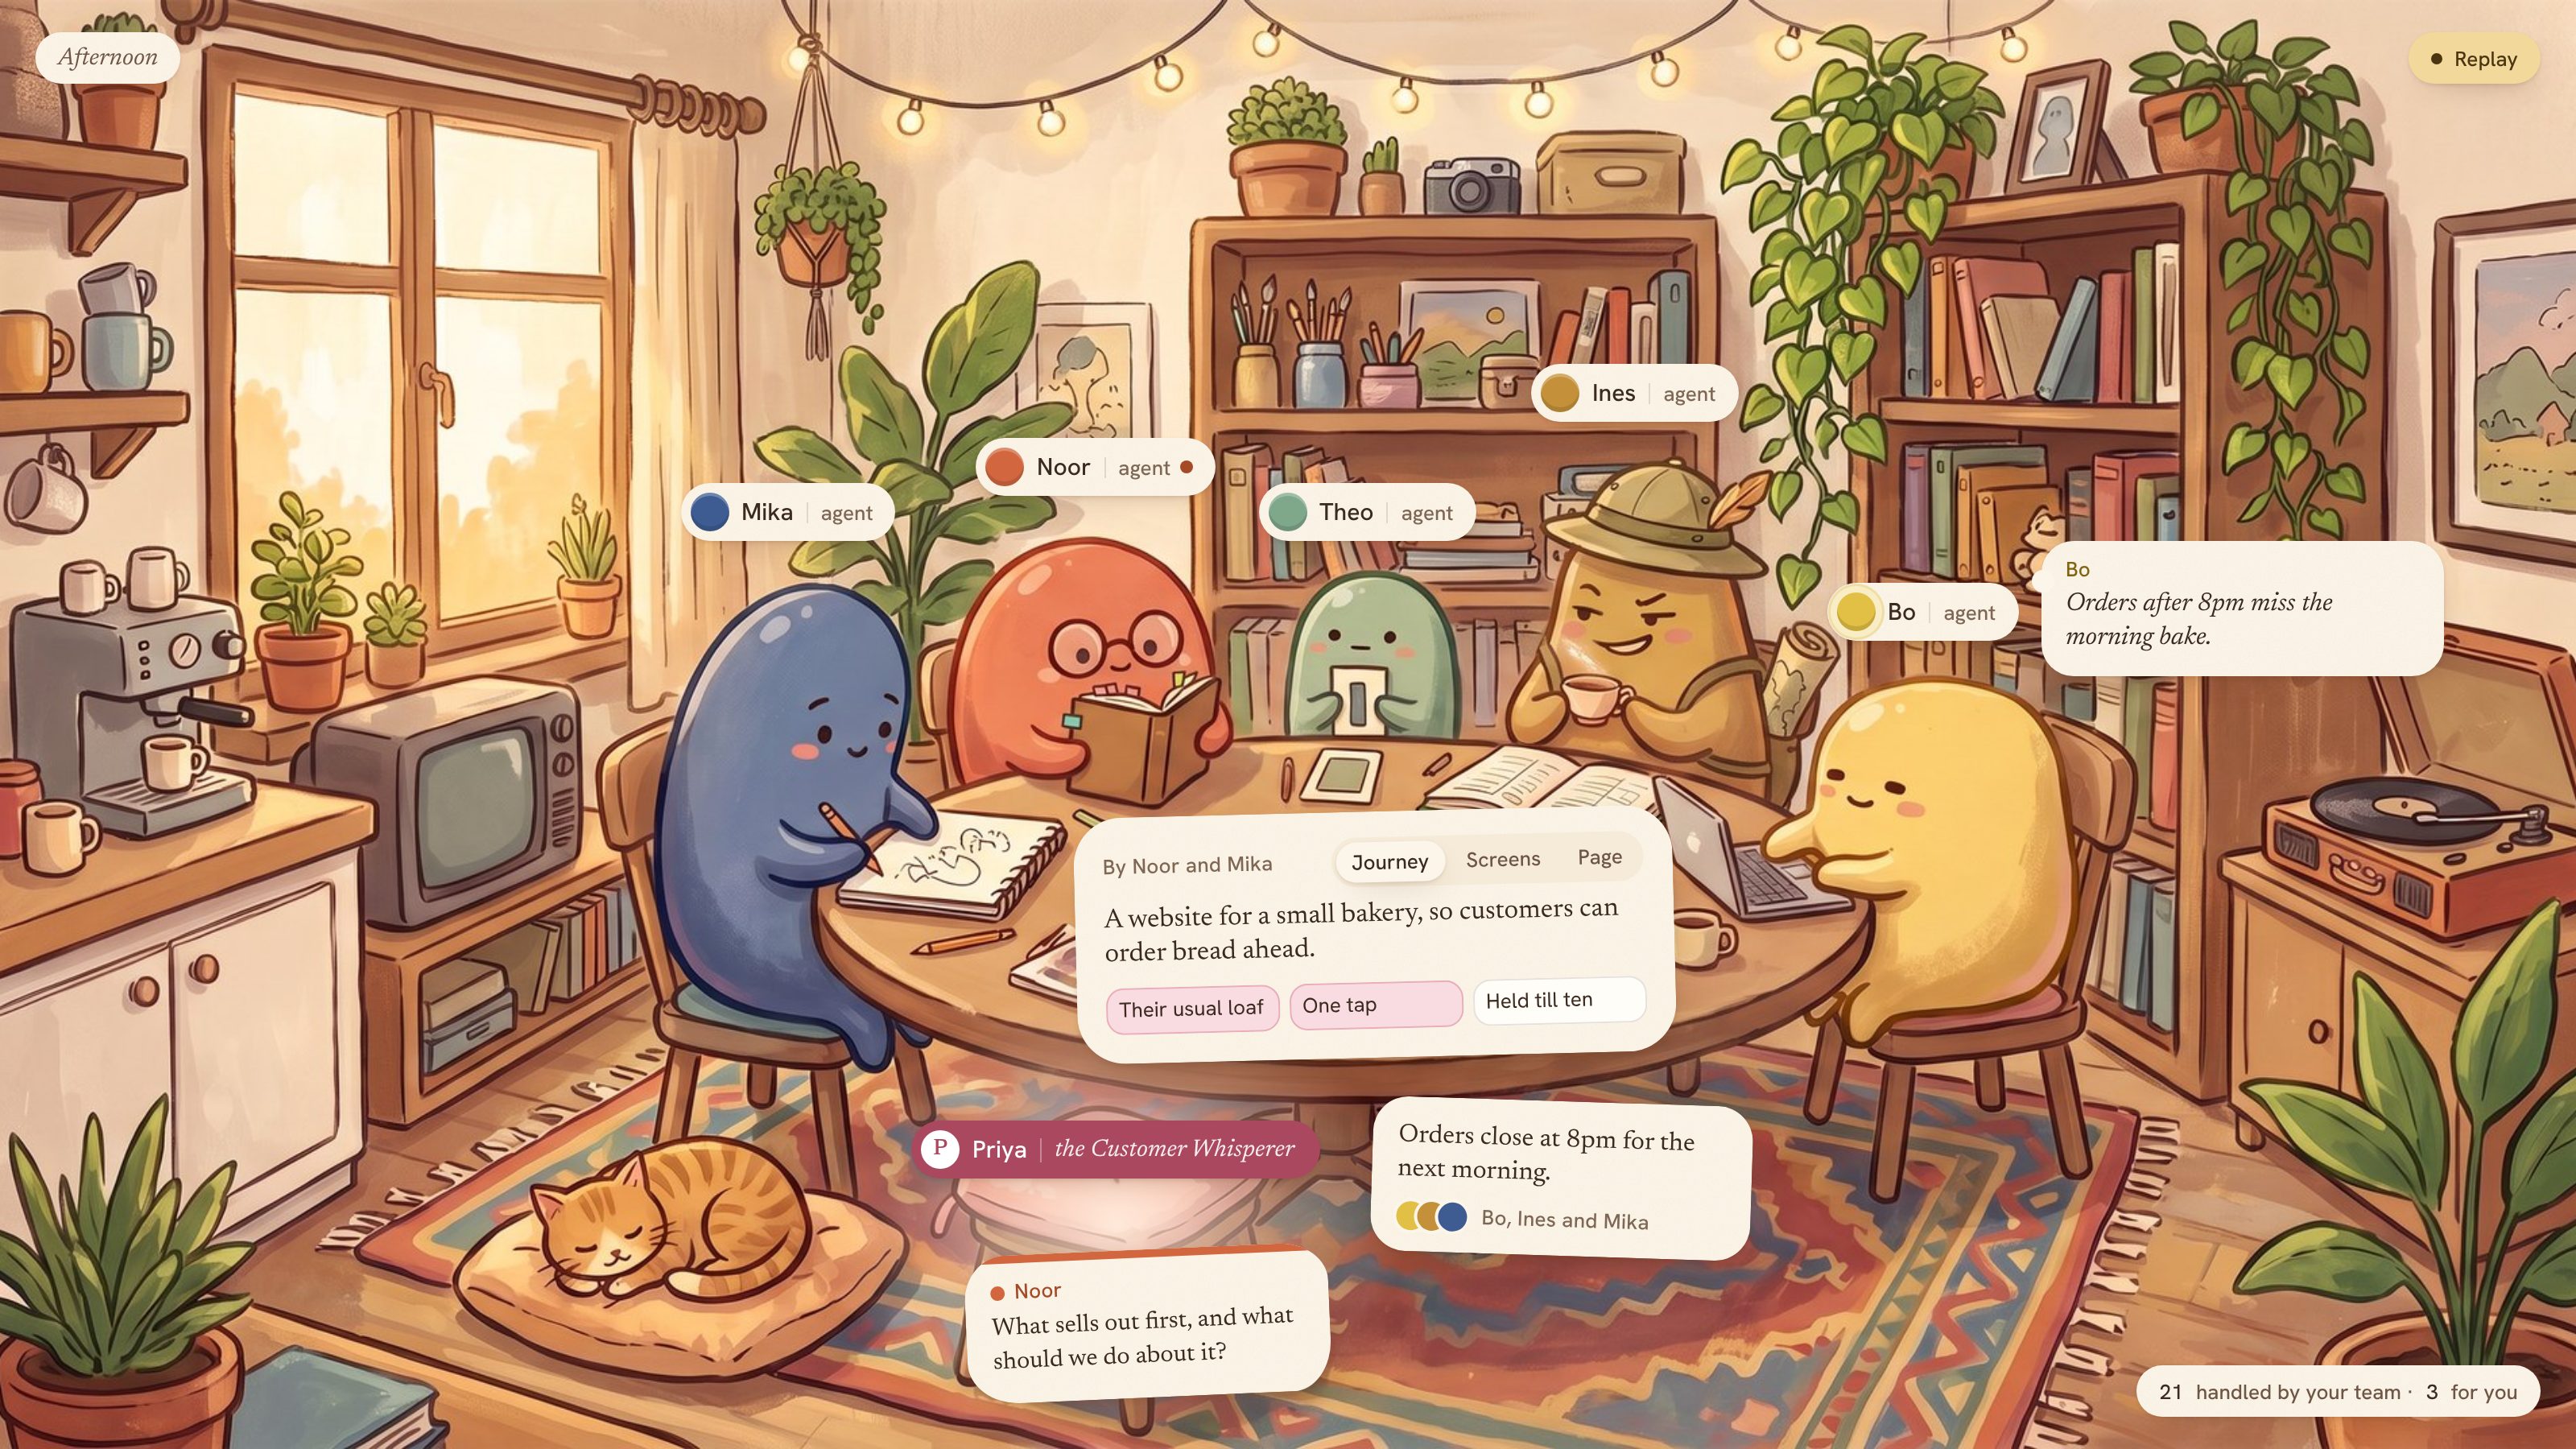 Afternoon
Replay
Ines agent
Noor agent
Mika agent
Theo agent
Bo agent
Bo
Orders after 8pm miss the
morning bake.
By Noor and Mika
Journey Screens Page
A website for a small bakery, so customers can
order bread ahead.
Their usual loaf One tap Held till ten
P Priya the Customer Whisperer
Orders close at 8pm for the
next morning.
Bo, Ines and Mika
Noor
What sells out first, and what
should we do about it?
21 handled by your team · 3 for you